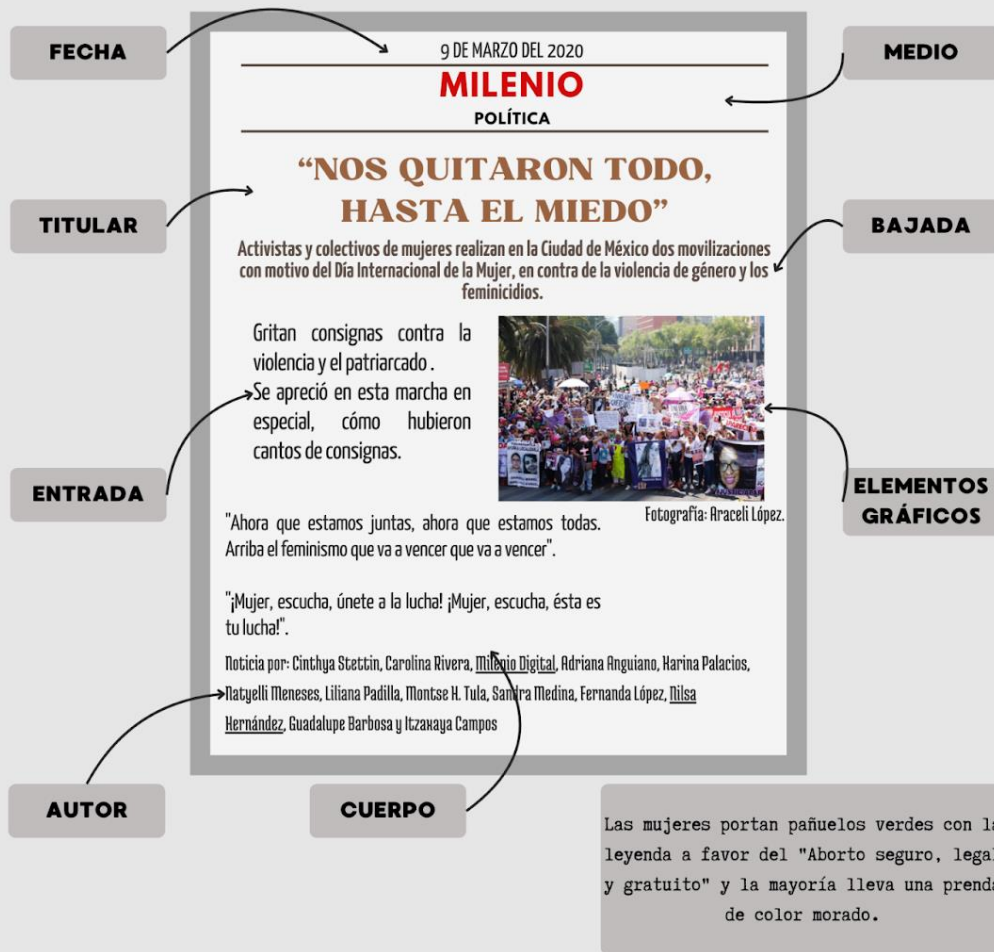 FECHA
9 DE MARZO DEL 2020
MEDIO
MILENIO
POLÍTICA
“NOS QUITARON TODO,
HASTA EL MIEDO”
TITULAR
BAJADA
Activistas y colectivos de mujeres realizan en la Ciudad de México dos movilizaciones
con motivo del Día Internacional de la Mujer, en contra de la violencia de género y los
feminicidios.
Gritan consignas contra la
violencia y el patriarcado .
Se apreció en esta marcha en
especial, cómo hubieron
cantos de consignas.
ENTRADA
ELEMENTOS
GRÁFICOS
Fotografía: Araceli López.
"Ahora que estamos juntas, ahora que estamos todas.
Arriba el feminismo que va a vencer que va a vencer".
"¡Mujer, escucha, únete a la lucha! ¡Mujer, escucha, ésta es
tu lucha!".
Noticia por: Cinthya Stettin, Carolina Rivera, Milenio Digital, Adriana Anguiano, Karina Palacios,
Natyelli Meneses, Liliana Padilla, Montse H. Tula, Sandra Medina, Fernanda López, Nilsa
Hernández, Guadalupe Barbosa y Itzaxaya Campos
AUTOR
CUERPO
Las mujeres portan pañuelos verdes con la
leyenda a favor del "Aborto seguro, legal
y gratuito" y la mayoría lleva una prenda
de color morado.